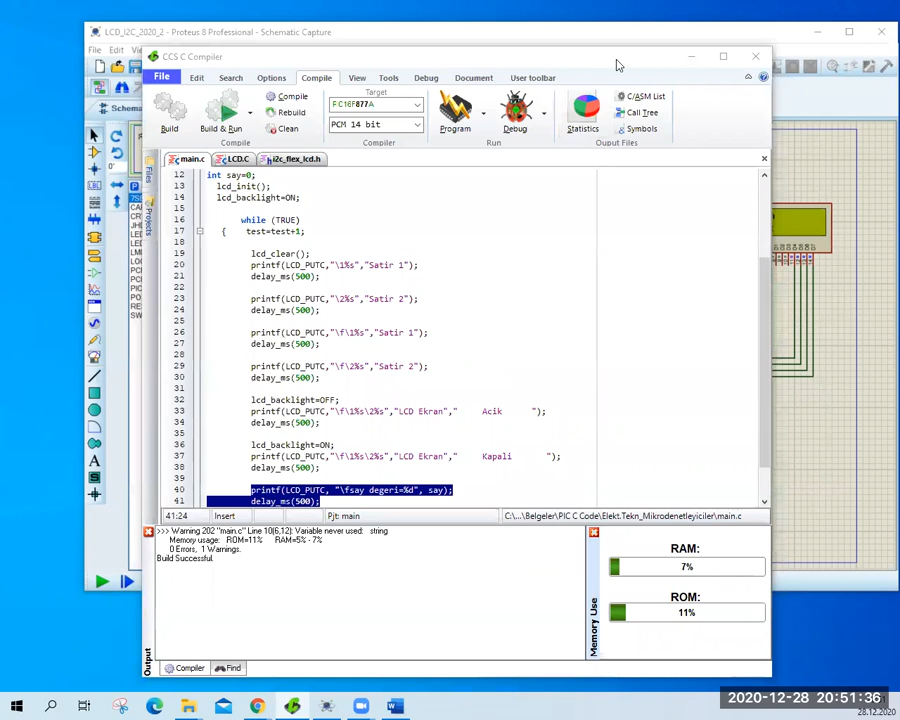 LCD_I2C_2020_2 - Proteus 8 Professional - Schematic Capture
File Edit
CCS C Compiler
File Edit Search Options Compile View Tools Debug Document User toolbar
Build
Build & Run
Compile
Rebuild
Clean
Compile
Target
PIC16F877A
PCM 14 bit
Compiler
Program
Debug
Run
Statistics
C/ASM List
Call Tree
Symbols
Ouput Files
Schem
main.c LCD.C i2c_flex_lcd.h
Files
Projects
12 int say=0;
13 lcd_init();
14 lcd_backlight=ON;
15
16 while (TRUE)
17 { test=test+1;
18
19 lcd_clear();
20 printf(LCD_PUTC,"\1%s","Satir 1");
21 delay_ms(500);
22
23 printf(LCD_PUTC,"\2%s","Satir 2");
24 delay_ms(500);
25
26 printf(LCD_PUTC,"\f\1%s","Satir 1");
27 delay_ms(500);
28
29 printf(LCD_PUTC,"\f\2%s","Satir 2");
30 delay_ms(500);
31
32 lcd_backlight=OFF;
33 printf(LCD_PUTC,"\f\1%s\2%s","LCD Ekran"," Acik ");
34 delay_ms(500);
35
36 lcd_backlight=ON;
37 printf(LCD_PUTC,"\f\1%s\2%s","LCD Ekran"," Kapali ");
38 delay_ms(500);
39
40 printf(LCD_PUTC, "\fsay degeri=%d", say);
41 delay_ms(500);
41:24 Insert Pjt: main C:\...\Belgeler\PIC C Code\Elekt.Tekn_Mikrodenetleyiciler\main.c
>>> Warning 202 "main.c" Line 10(6,12): Variable never used: string
Memory usage: ROM=11% RAM=5% - 7%
0 Errors, 1 Warnings.
Build Successful.
Output
Compiler Find
Memory Use
RAM:
7%
ROM:
11%
2020-12-28 20:51:36
28.12.2020